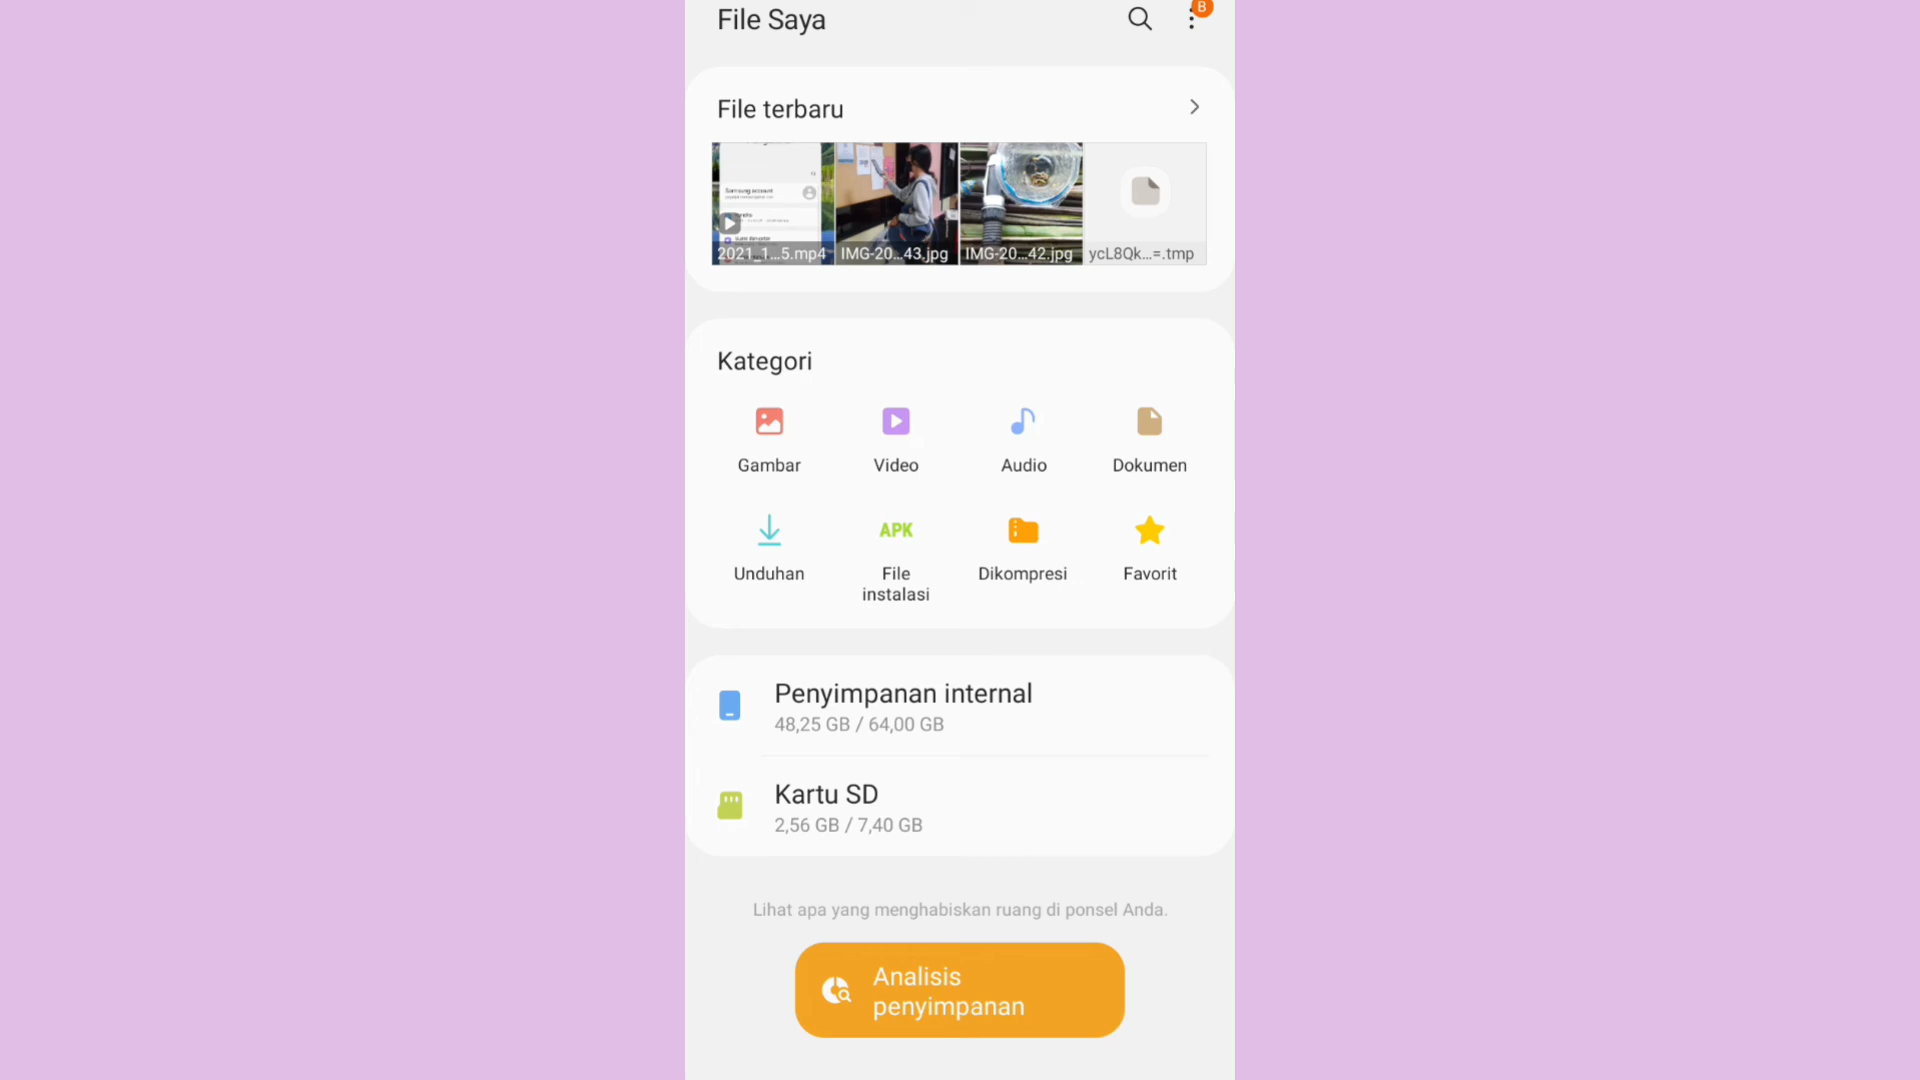 File Saya
B
File terbaru
Samsung account
2021_1...5.mp4
IMG-20...43.jpg
IMG-20...42.jpg
ycL8Qk...=.tmp
Kategori
Gambar
Video
Audio
Dokumen
APK
Unduhan
File
instalasi
Dikompresi
Favorit
Penyimpanan internal
48,25 GB / 64,00 GB
Kartu SD
2,56 GB / 7,40 GB
Lihat apa yang menghabiskan ruang di ponsel Anda.
Analisis
penyimpanan